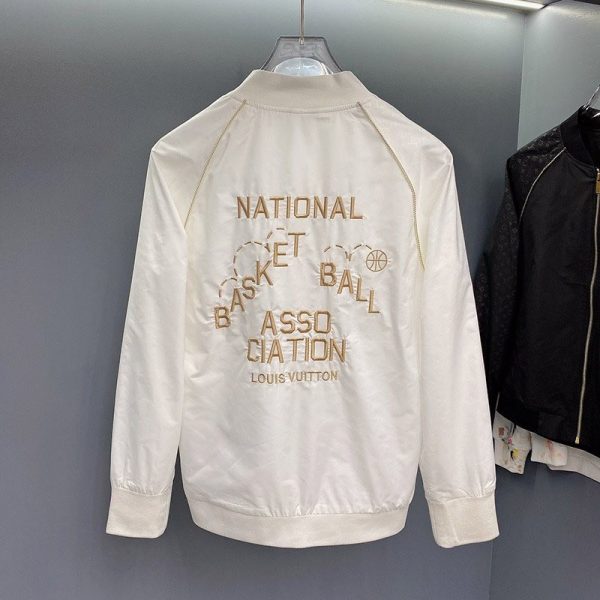 NATIONAL
BASKET BALL
ASSO
CIATION
LOUIS VUITTON